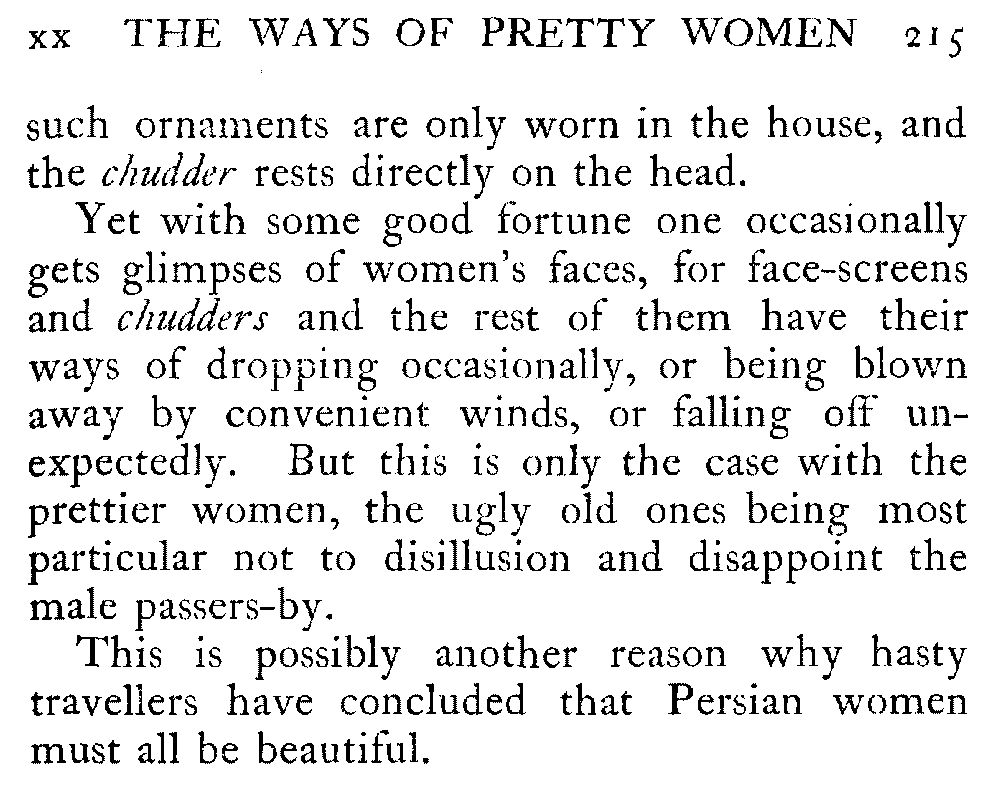 xx THE WAYS OF PRETTY WOMEN 215
such ornaments are only worn in the house, and
the chudder rests directly on the head.
Yet with some good fortune one occasionally
gets glimpses of women's faces, for face-screens
and chudders and the rest of them have their
ways of dropping occasionally, or being blown
away by convenient winds, or falling off un-
expectedly. But this is only the case with the
prettier women, the ugly old ones being most
particular not to disillusion and disappoint the
male passers-by.
This is possibly another reason why hasty
travellers have concluded that Persian women
must all be beautiful.